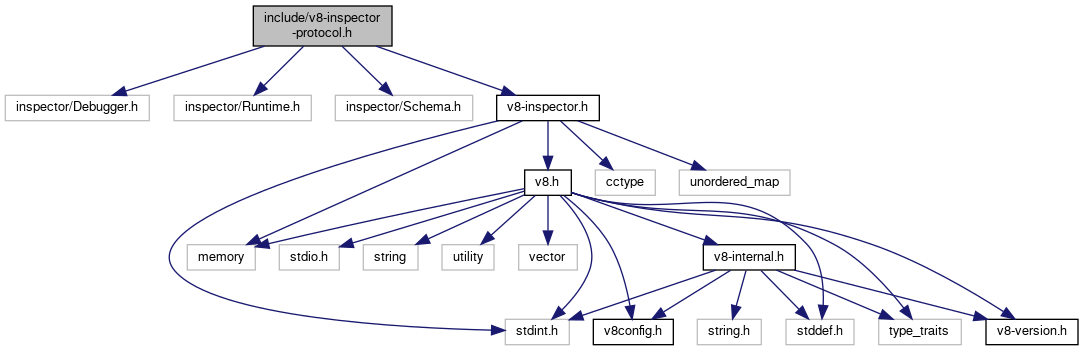 include/v8-inspector
-protocol.h
inspector/Debugger.h
inspector/Runtime.h
inspector/Schema.h
v8-inspector.h
v8.h
cctype
unordered_map
memory
stdio.h
string
utility
vector
v8-internal.h
stdint.h
v8config.h
string.h
stddef.h
type_traits
v8-version.h